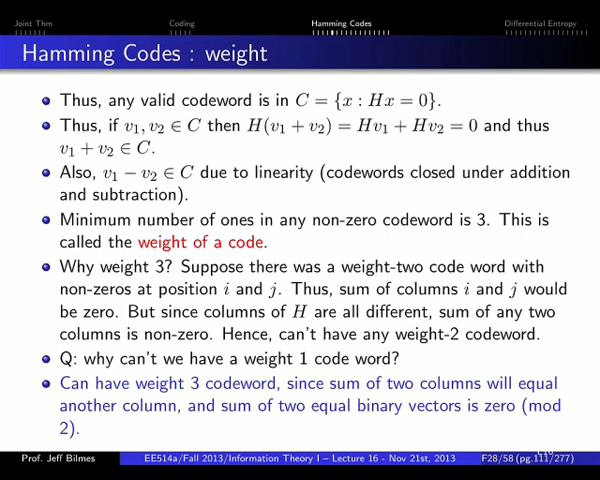 Joint Thm Coding Hamming Codes Differential Entropy
Hamming Codes : weight
Thus, any valid codeword is in C = {x : Hx = 0}.
Thus, if v₁, v₂ ∈ C then H(v₁ + v₂) = Hv₁ + Hv₂ = 0 and thus
v₁ + v₂ ∈ C.
Also, v₁ − v₂ ∈ C due to linearity (codewords closed under addition
and subtraction).
Minimum number of ones in any non-zero codeword is 3. This is
called the weight of a code.
Why weight 3? Suppose there was a weight-two code word with
non-zeros at position i and j. Thus, sum of columns i and j would
be zero. But since columns of H are all different, sum of any two
columns is non-zero. Hence, can't have any weight-2 codeword.
Q: why can't we have a weight 1 code word?
Can have weight 3 codeword, since sum of two columns will equal
another column, and sum of two equal binary vectors is zero (mod
2).
Prof. Jeff Bilmes EE514a/Fall 2013/Information Theory I – Lecture 16 - Nov 21st, 2013 F28/58 (pg.111/277)